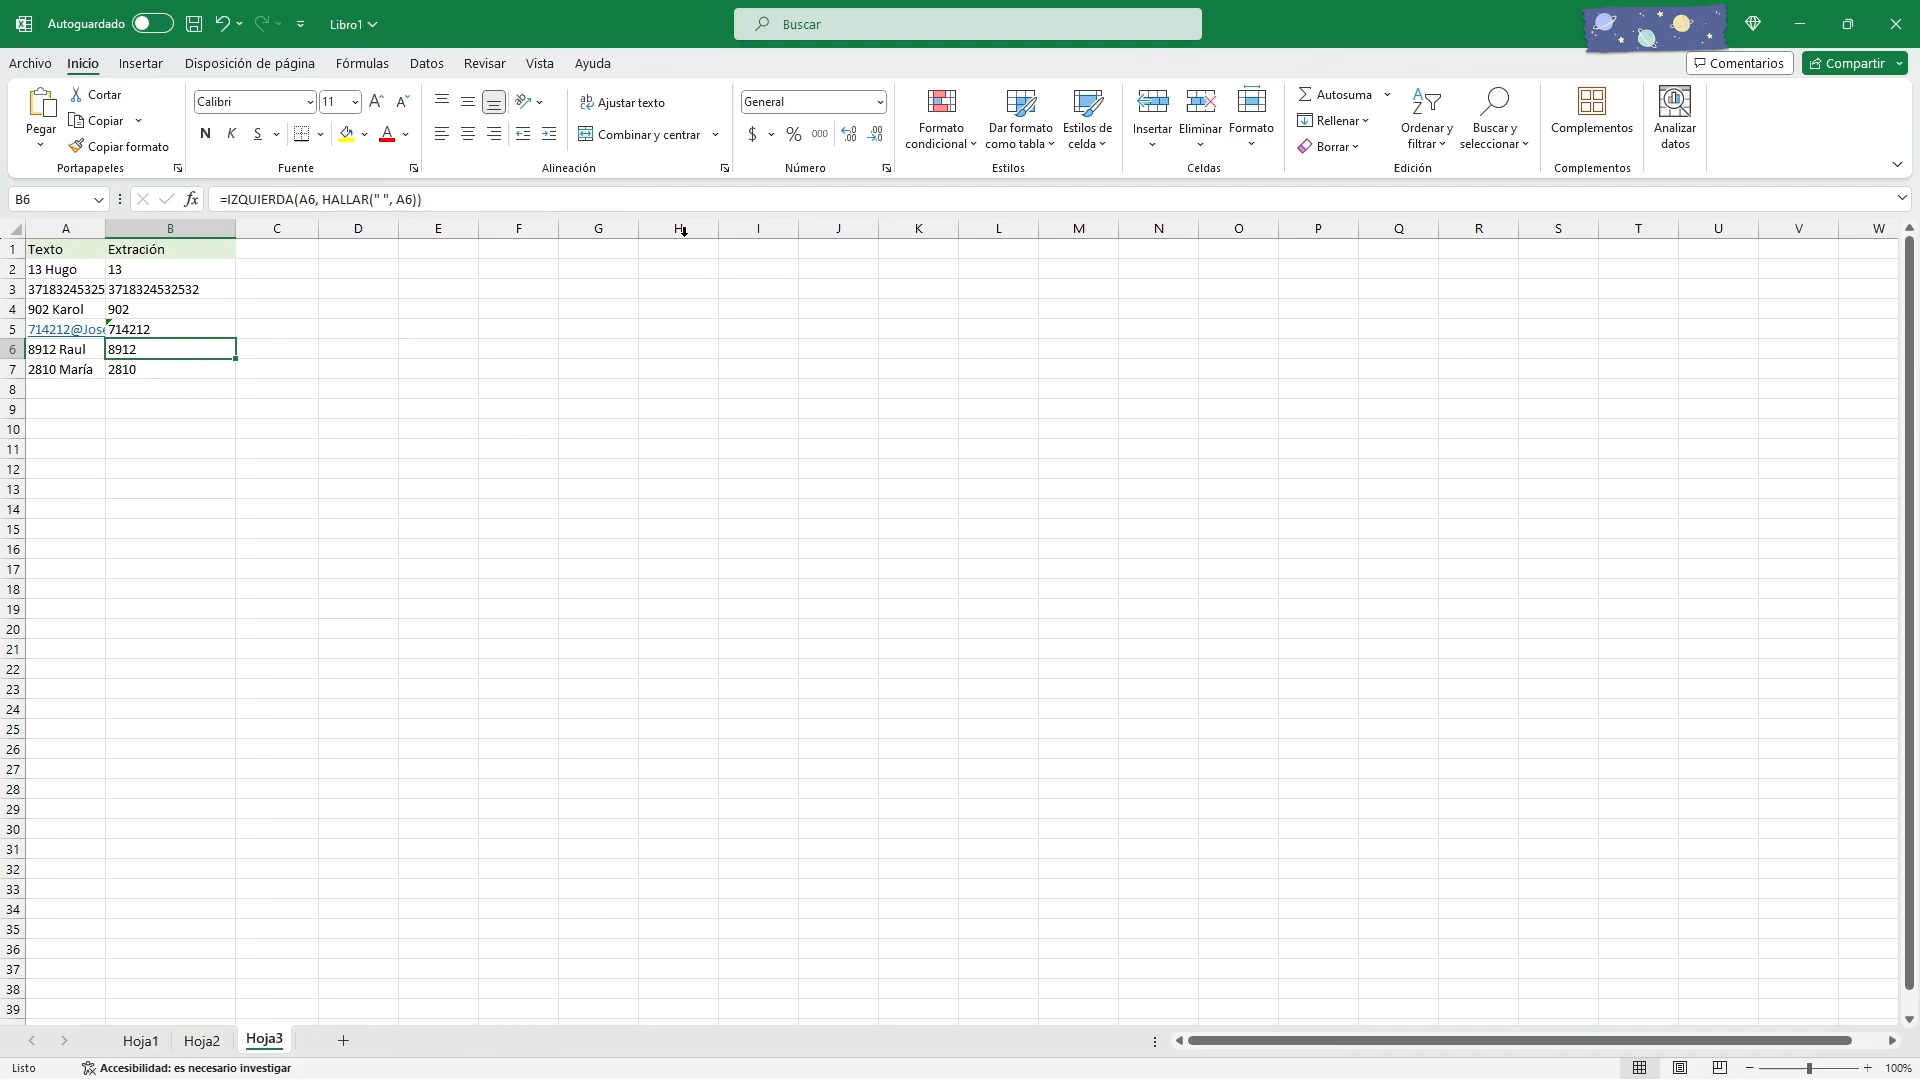 Autoguardado
Libro1
Buscar
Archivo Inicio Insertar Disposición de página Fórmulas Datos Revisar Vista Ayuda
Comentarios Compartir
Pegar
Cortar
Copiar
Copiar formato
Portapapeles
Calibri 11
N K S
Fuente
Ajustar texto
Combinar y centrar
Alineación
General
$ % 000
Número
Formato condicional
Dar formato como tabla
Estilos de celda
Estilos
Insertar
Eliminar
Formato
Celdas
Autosuma
Rellenar
Borrar
Ordenar y filtrar
Buscar y seleccionar
Edición
Complementos
Complementos
Analizar datos
B6 fx =IZQUIERDA(A6, HALLAR(" ", A6))
A B C D E F G H I J K L M N O P Q R S T U V W
1 Texto Extración
2 13 Hugo 13
3 37183245325 3718324532532
4 902 Karol 902
5 714212@José 714212
6 8912 Raul 8912
7 2810 María 2810
8
9
10
11
12
13
14
15
16
17
18
19
20
21
22
23
24
25
26
27
28
29
30
31
32
33
34
35
36
37
38
39
Hoja1 Hoja2 Hoja3
Listo Accesibilidad: es necesario investigar 100%